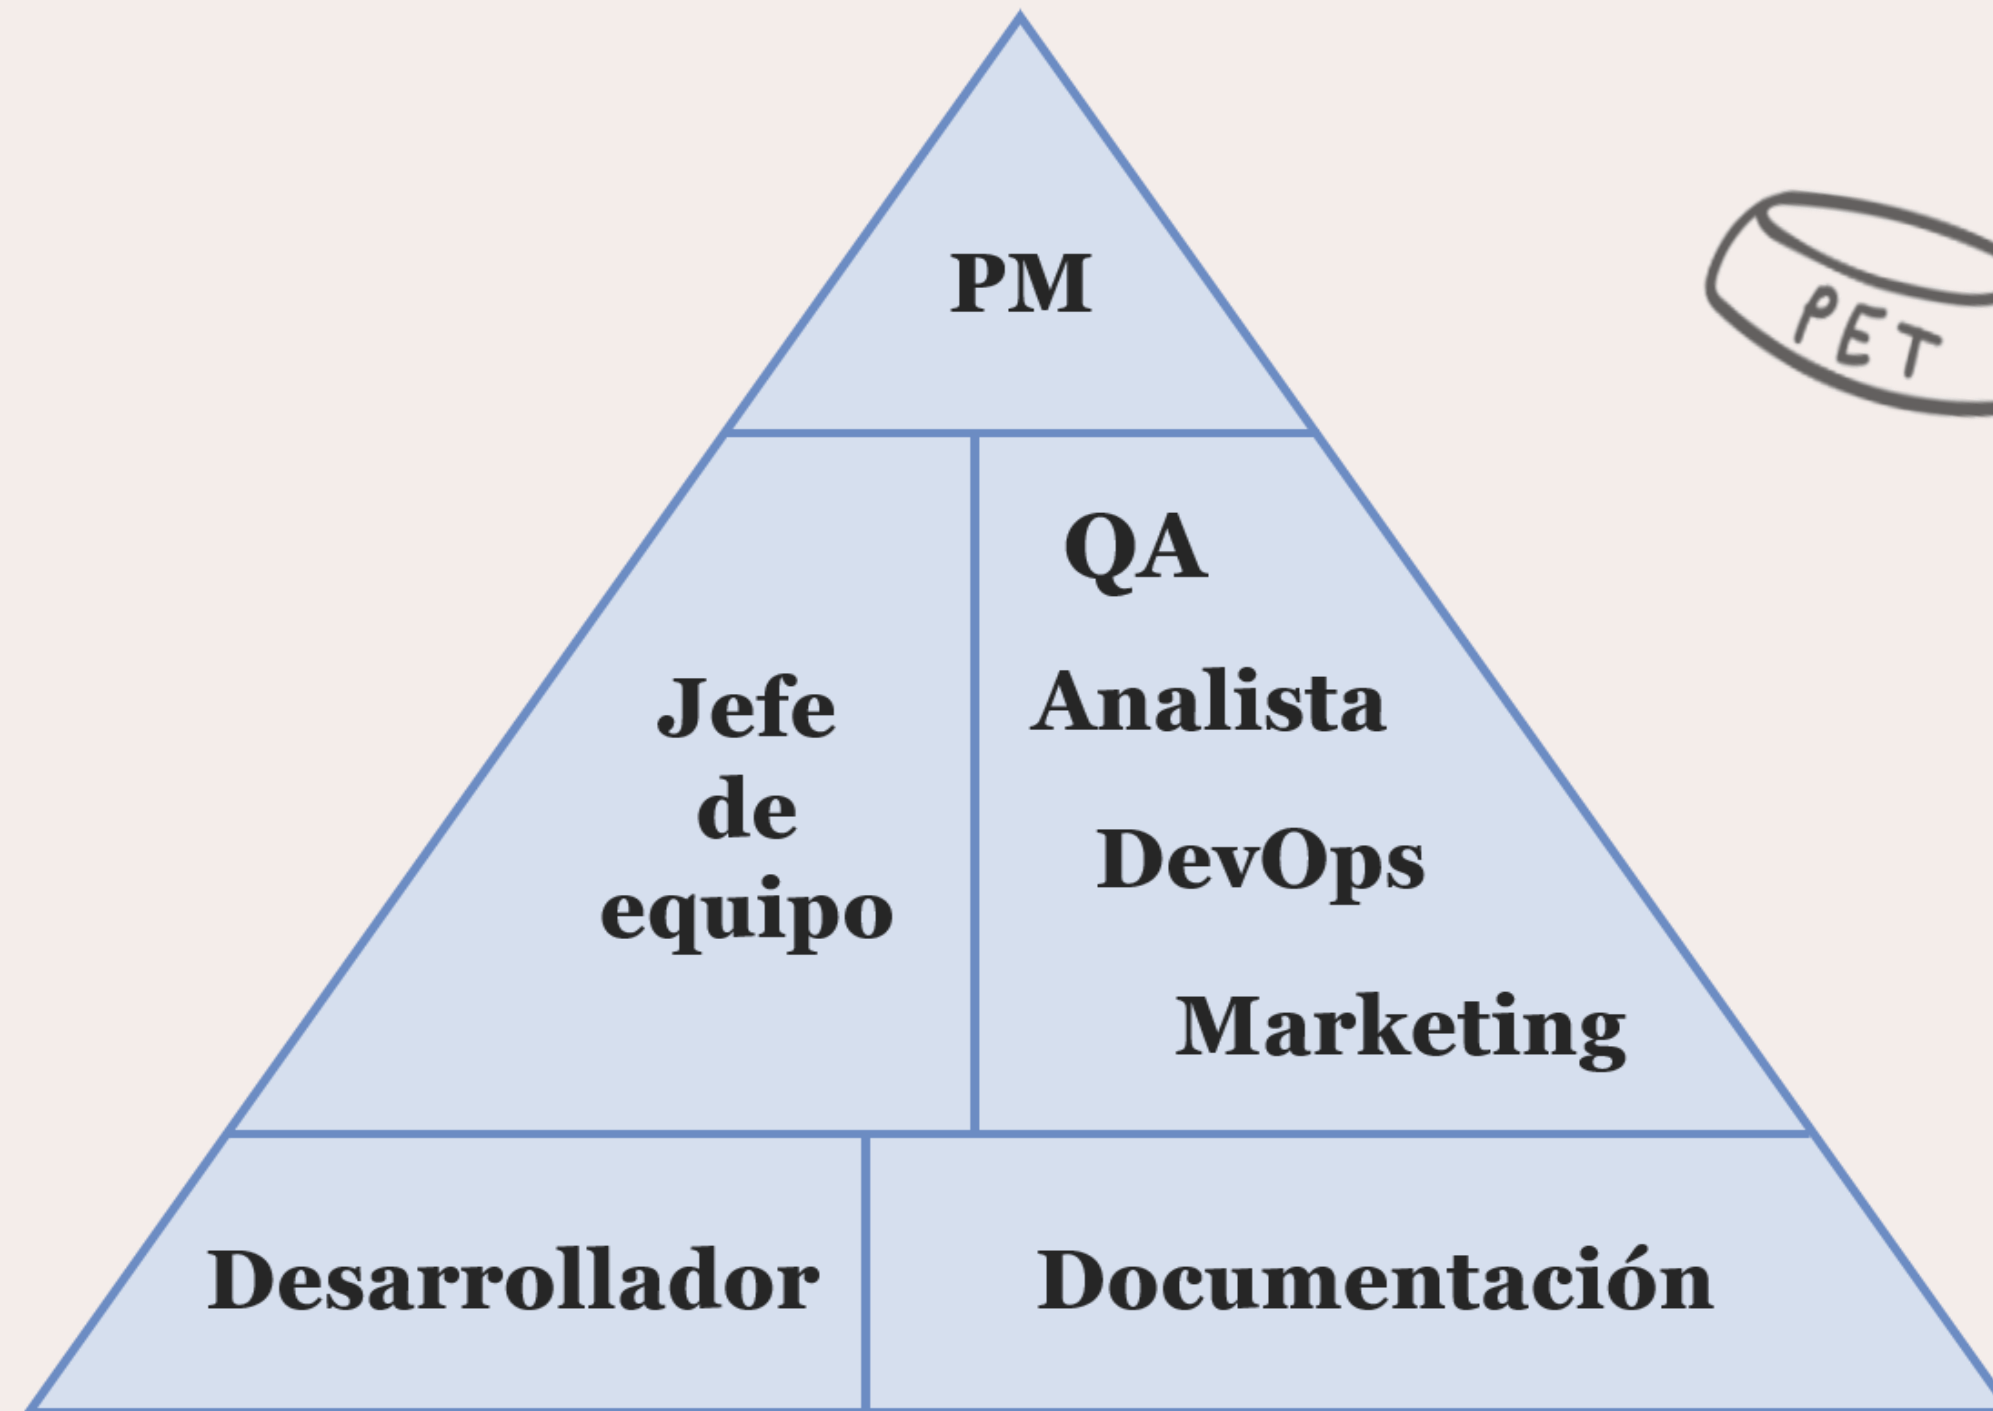 PM
PET
Jefe
de
equipo
QA
Analista
DevOps
Marketing
Desarrollador
Documentación